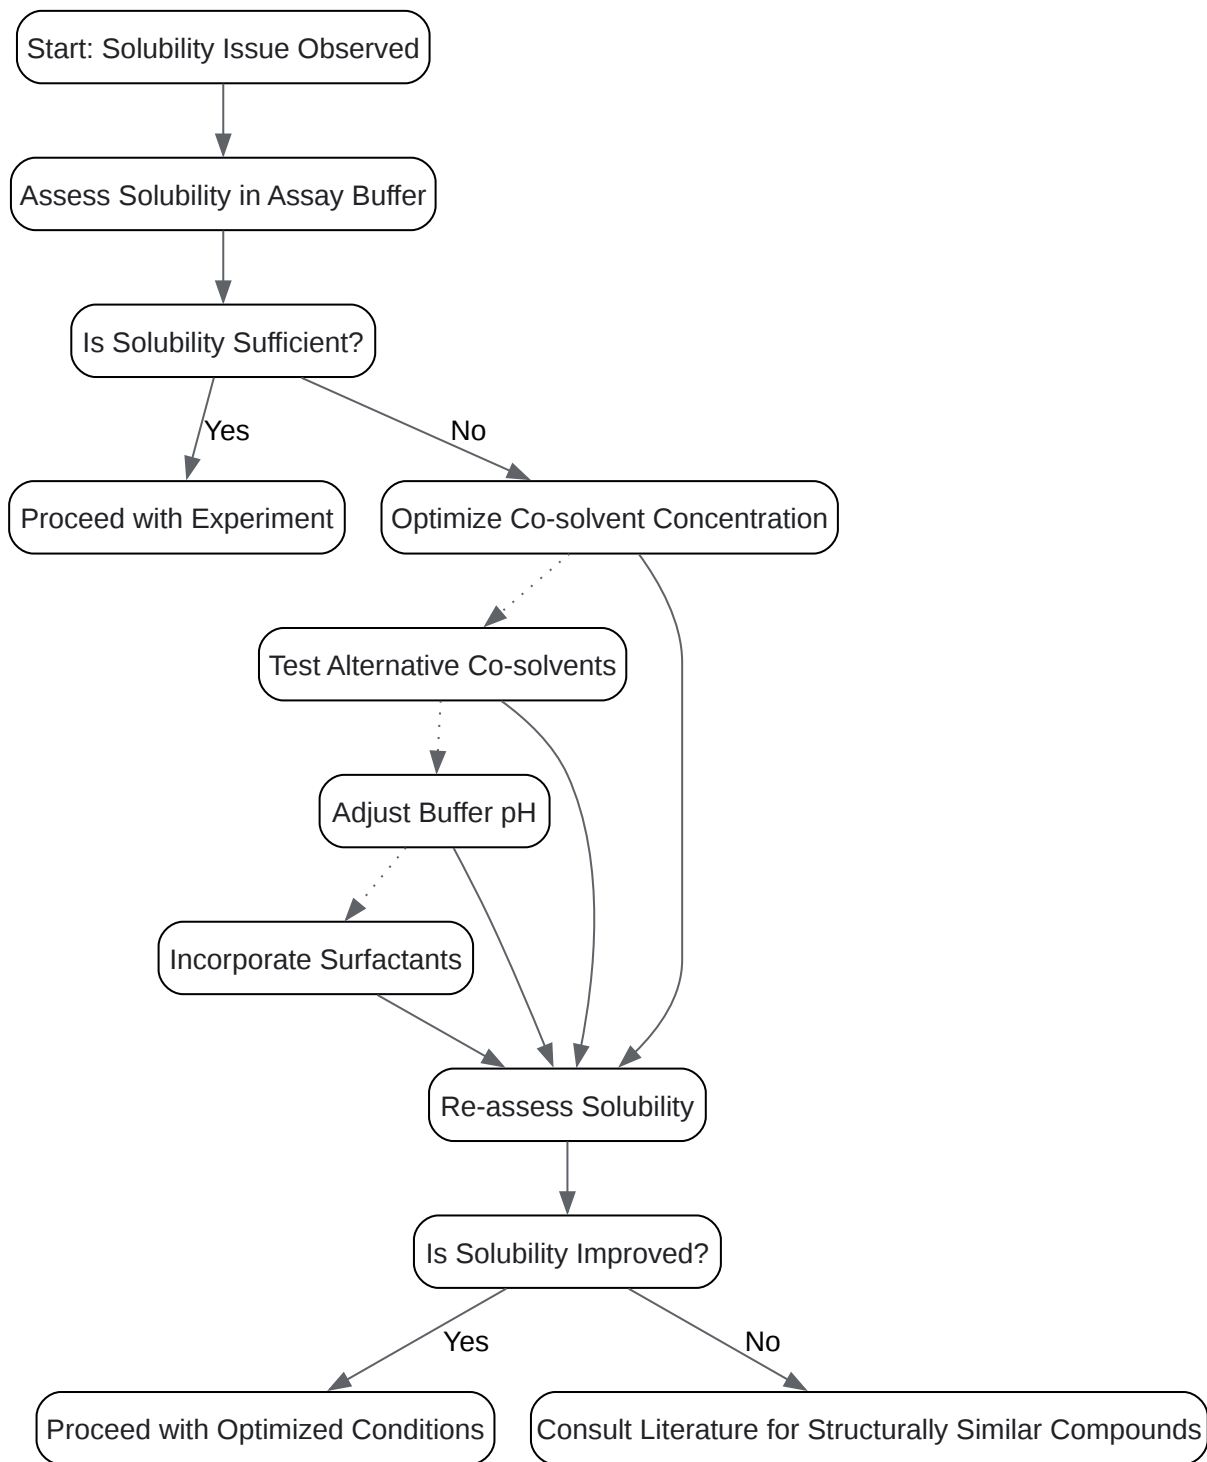 Start: Solubility Issue Observed
Assess Solubility in Assay Buffer
Is Solubility Sufficient?
Yes
No
Proceed with Experiment
Optimize Co-solvent Concentration
Test Alternative Co-solvents
Adjust Buffer pH
Incorporate Surfactants
Re-assess Solubility
Is Solubility Improved?
Yes
No
Proceed with Optimized Conditions
Consult Literature for Structurally Similar Compounds